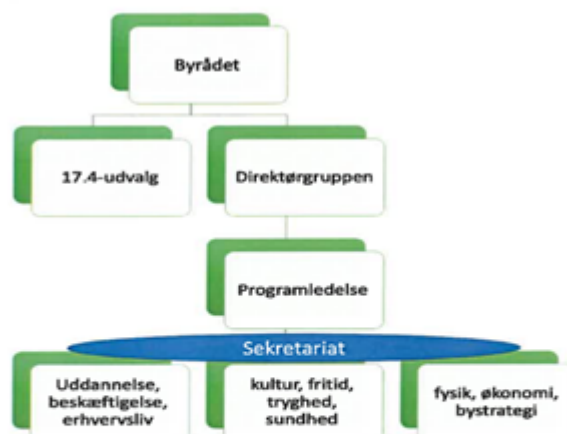 Byrådet
17.4-udvalg
Direktørgruppen
Programledelse
Sekretariat
Uddannelse,
beskæftigelse,
erhvervsliv
kultur, fritid,
tryghed,
sundhed
fysik, økonomi,
bystrategi